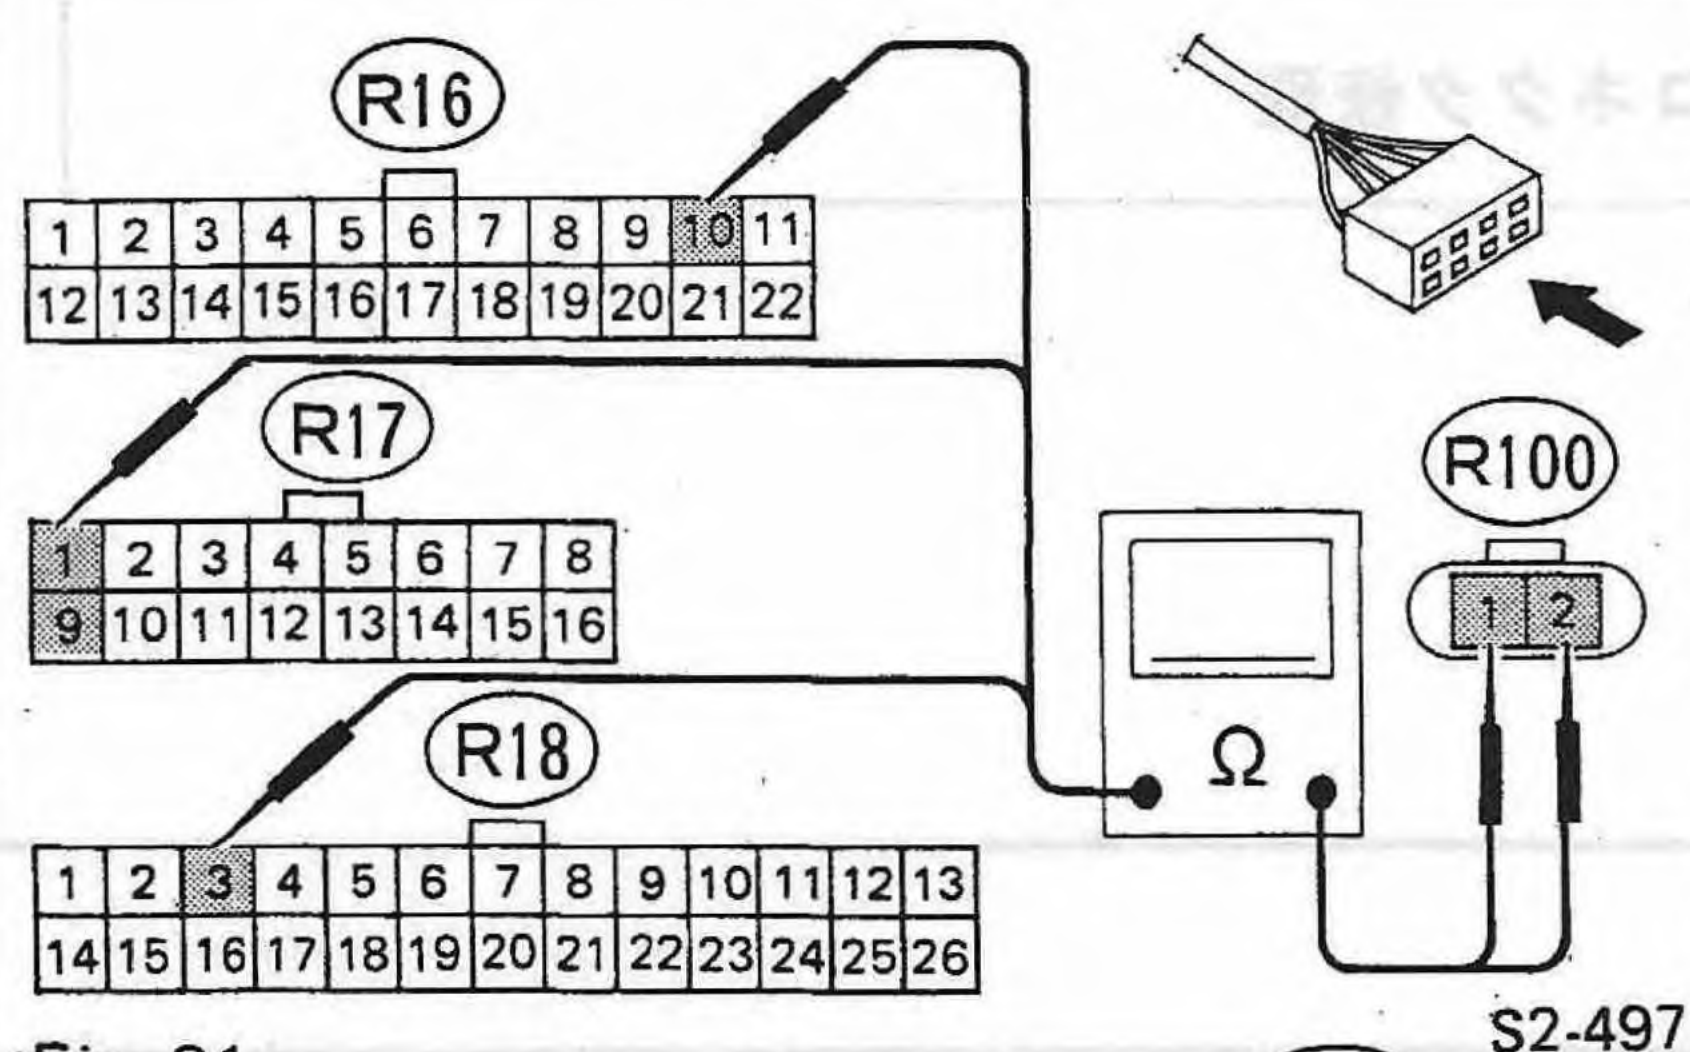 R16
1 2 3 4 5 6 7 8 9 10 11
12 13 14 15 16 17 18 19 20 21 22
R17
1 2 3 4 5 6 7 8
9 10 11 12 13 14 15 16
R18
1 2 3 4 5 6 7 8 9 10 11 12 13
14 15 16 17 18 19 20 21 22 23 24 25 26
Ω
R100
1 2
S2-497